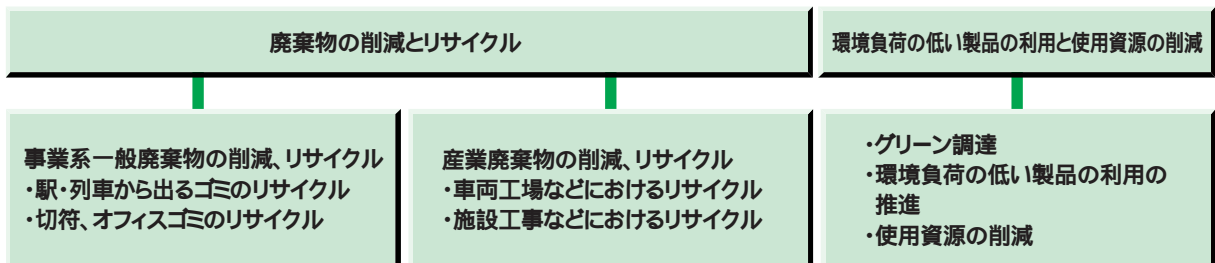 廃棄物の削減とリサイクル
環境負荷の低い製品の利用と使用資源の削減
事業系一般廃棄物の削減、リサイクル
・駅・列車から出るゴミのリサイクル
・切符、オフィスゴミのリサイクル
産業廃棄物の削減、リサイクル
・車両工場などにおけるリサイクル
・施設工事などにおけるリサイクル
・グリーン調達
・環境負荷の低い製品の利用の
推進
・使用資源の削減